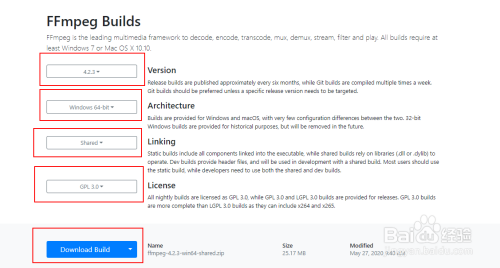 FFmpeg Builds
FFmpeg is the leading multimedia framework to decode, encode, transcode, mux, demux, stream, filter and play. All builds require at
least Windows 7 or Mac OS X 10.10.
4.2.3
Version
Release builds are published approximately every six months, while Git builds are compiled multiple times a week.
Git builds should be preferred unless a specific release version needs to be targeted.
Windows 64-bit
Architecture
Builds are provided for Windows and macOS, with very few configuration differences between the two. 32-bit
Windows builds are provided for historical purposes, but will be removed in the future.
Shared
Linking
Static builds include all components linked into the executable, while shared builds rely on libraries (.dll or .dylib) to
operate. Dev builds provide header files, and will be used in development with a shared build. Most users should use
the static build, while developers need to use both the shared and dev builds.
GPL 3.0
License
All nightly builds are licensed as GPL 3.0, while GPL 3.0 and LGPL 3.0 builds are provided for releases. GPL 3.0 builds
are more complete than LGPL 3.0 builds as they can include x264 and x265.
Download Build
Name
Size
Modified
ffmpeg-4.2.3-win64-shared.zip
25.17 MB
May 27, 2020
Baidu 经验